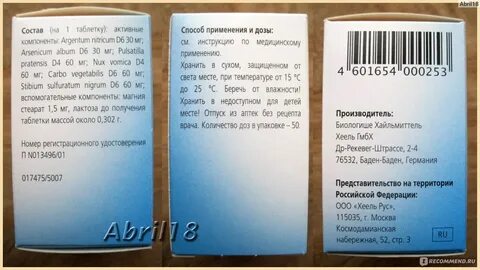 Abril18
Состав (на 1 таблетку): активные
компоненты: Argentum nitricum D6 30 мг;
Arsenicum album D6 30 мг; Pulsatilla
pratensis D4 60 мг; Nux vomica D4
60 мг; Carbo vegetabilis D6 60 мг;
Stibium sulfuratum nigrum D6 60 мг;
вспомогательные компоненты: магния
стеарат 1,5 мг, лактоза до получения
таблетки массой около 0,302 г.
Номер регистрационного удостоверения
П N013496/01
017475/5007
Способ применения и дозы:
см. инструкцию по медицинскому
применению.
Хранить в сухом, защищенном от
света месте, при температуре от 15 °C
до 25 °C. Беречь от влажности!
Хранить в недоступном для детей
месте! Отпуск из аптек без рецепта
врача. Количество доз в упаковке – 50.
4 601654 000253
Производитель:
Биологише Хайльмиттель
Хеель ГмбХ
Др-Рекевег-Штрассе, 2-4
76532, Баден-Баден, Германия
Представительство на территории
Российской Федерации:
ООО «Хеель Рус»,
115035, г. Москва
Космодамианская
набережная, 52, стр. 3
RU
Abril18
RECOMMEND.RU